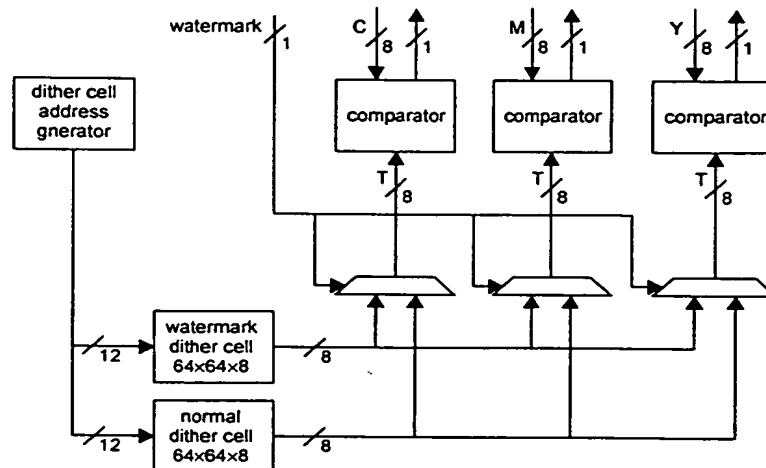 watermark
1
C
8
1
M
8
1
Y
8
1
dither cell
address
gnerator
comparator
comparator
comparator
T
8
T
8
T
8
12
watermark
dither cell
64×64×8
8
12
normal
dither cell
64×64×8
8